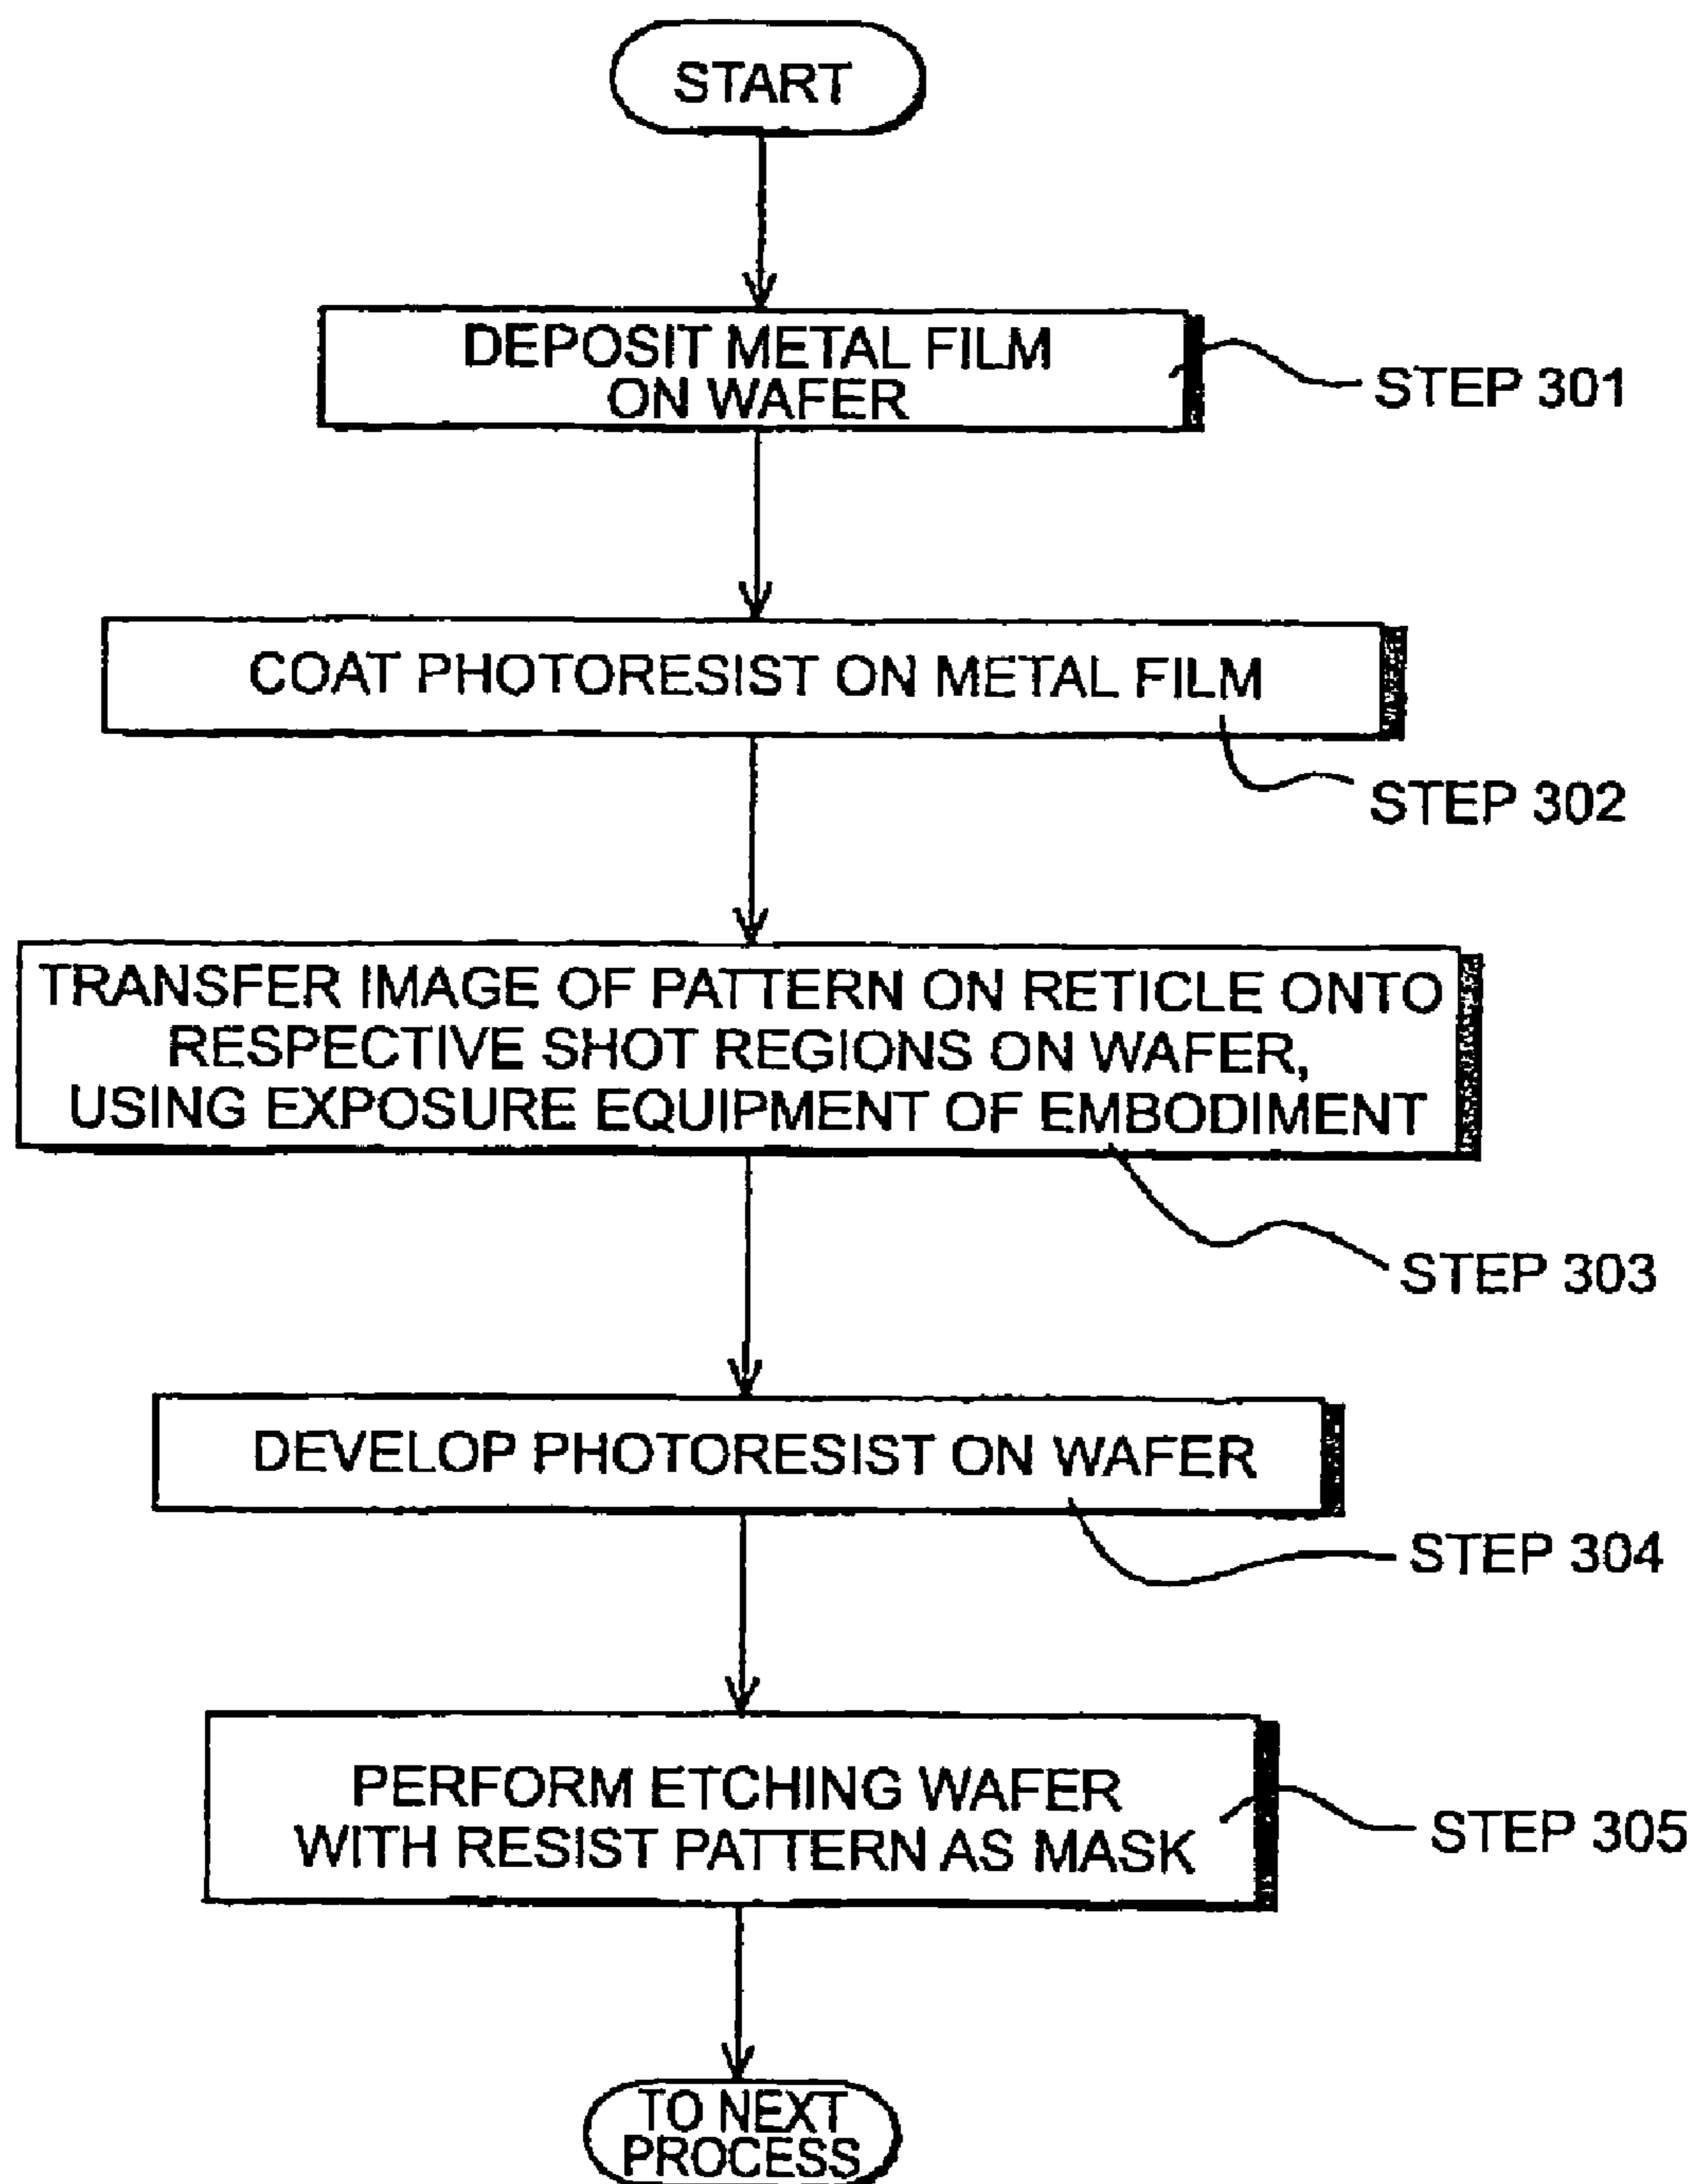 START
DEPOSIT METAL FILM
ON WAFER
STEP 301
COAT PHOTORESIST ON METAL FILM
STEP 302
TRANSFER IMAGE OF PATTERN ON RETICLE ONTO
RESPECTIVE SHOT REGIONS ON WAFER,
USING EXPOSURE EQUIPMENT OF EMBODIMENT
STEP 303
DEVELOP PHOTORESIST ON WAFER
STEP 304
PERFORM ETCHING WAFER
WITH RESIST PATTERN AS MASK
STEP 305
TO NEXT
PROCESS